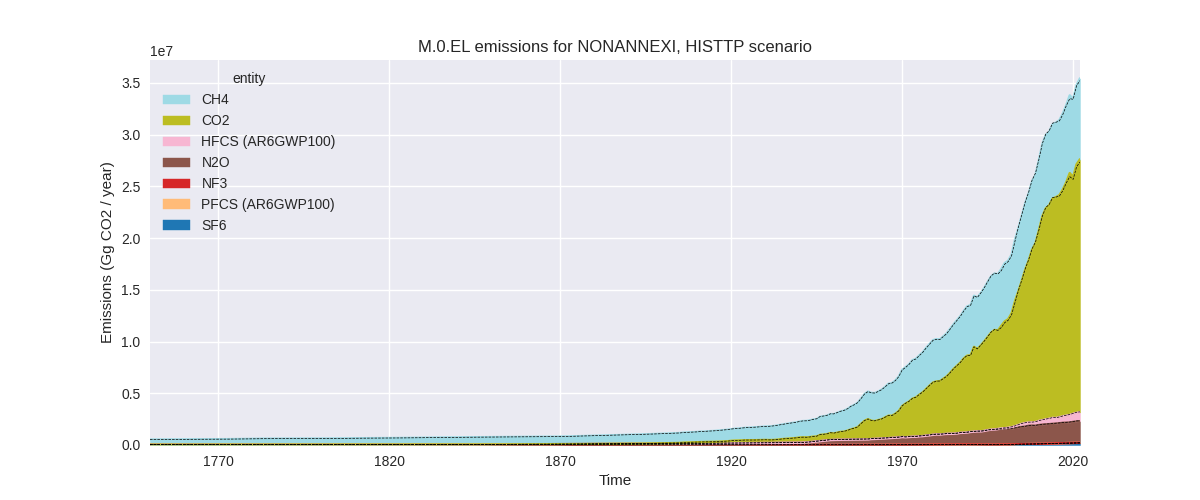 M.0.EL emissions for NONANNEXI, HISTTP scenario
1e7
3.5
3.0
2.5
2.0
1.5
1.0
0.5
0.0
Emissions (Gg CO2 / year)
entity
CH4
CO2
HFCS (AR6GWP100)
N2O
NF3
PFCS (AR6GWP100)
SF6
1770 1820 1870 1920 1970 2020
Time